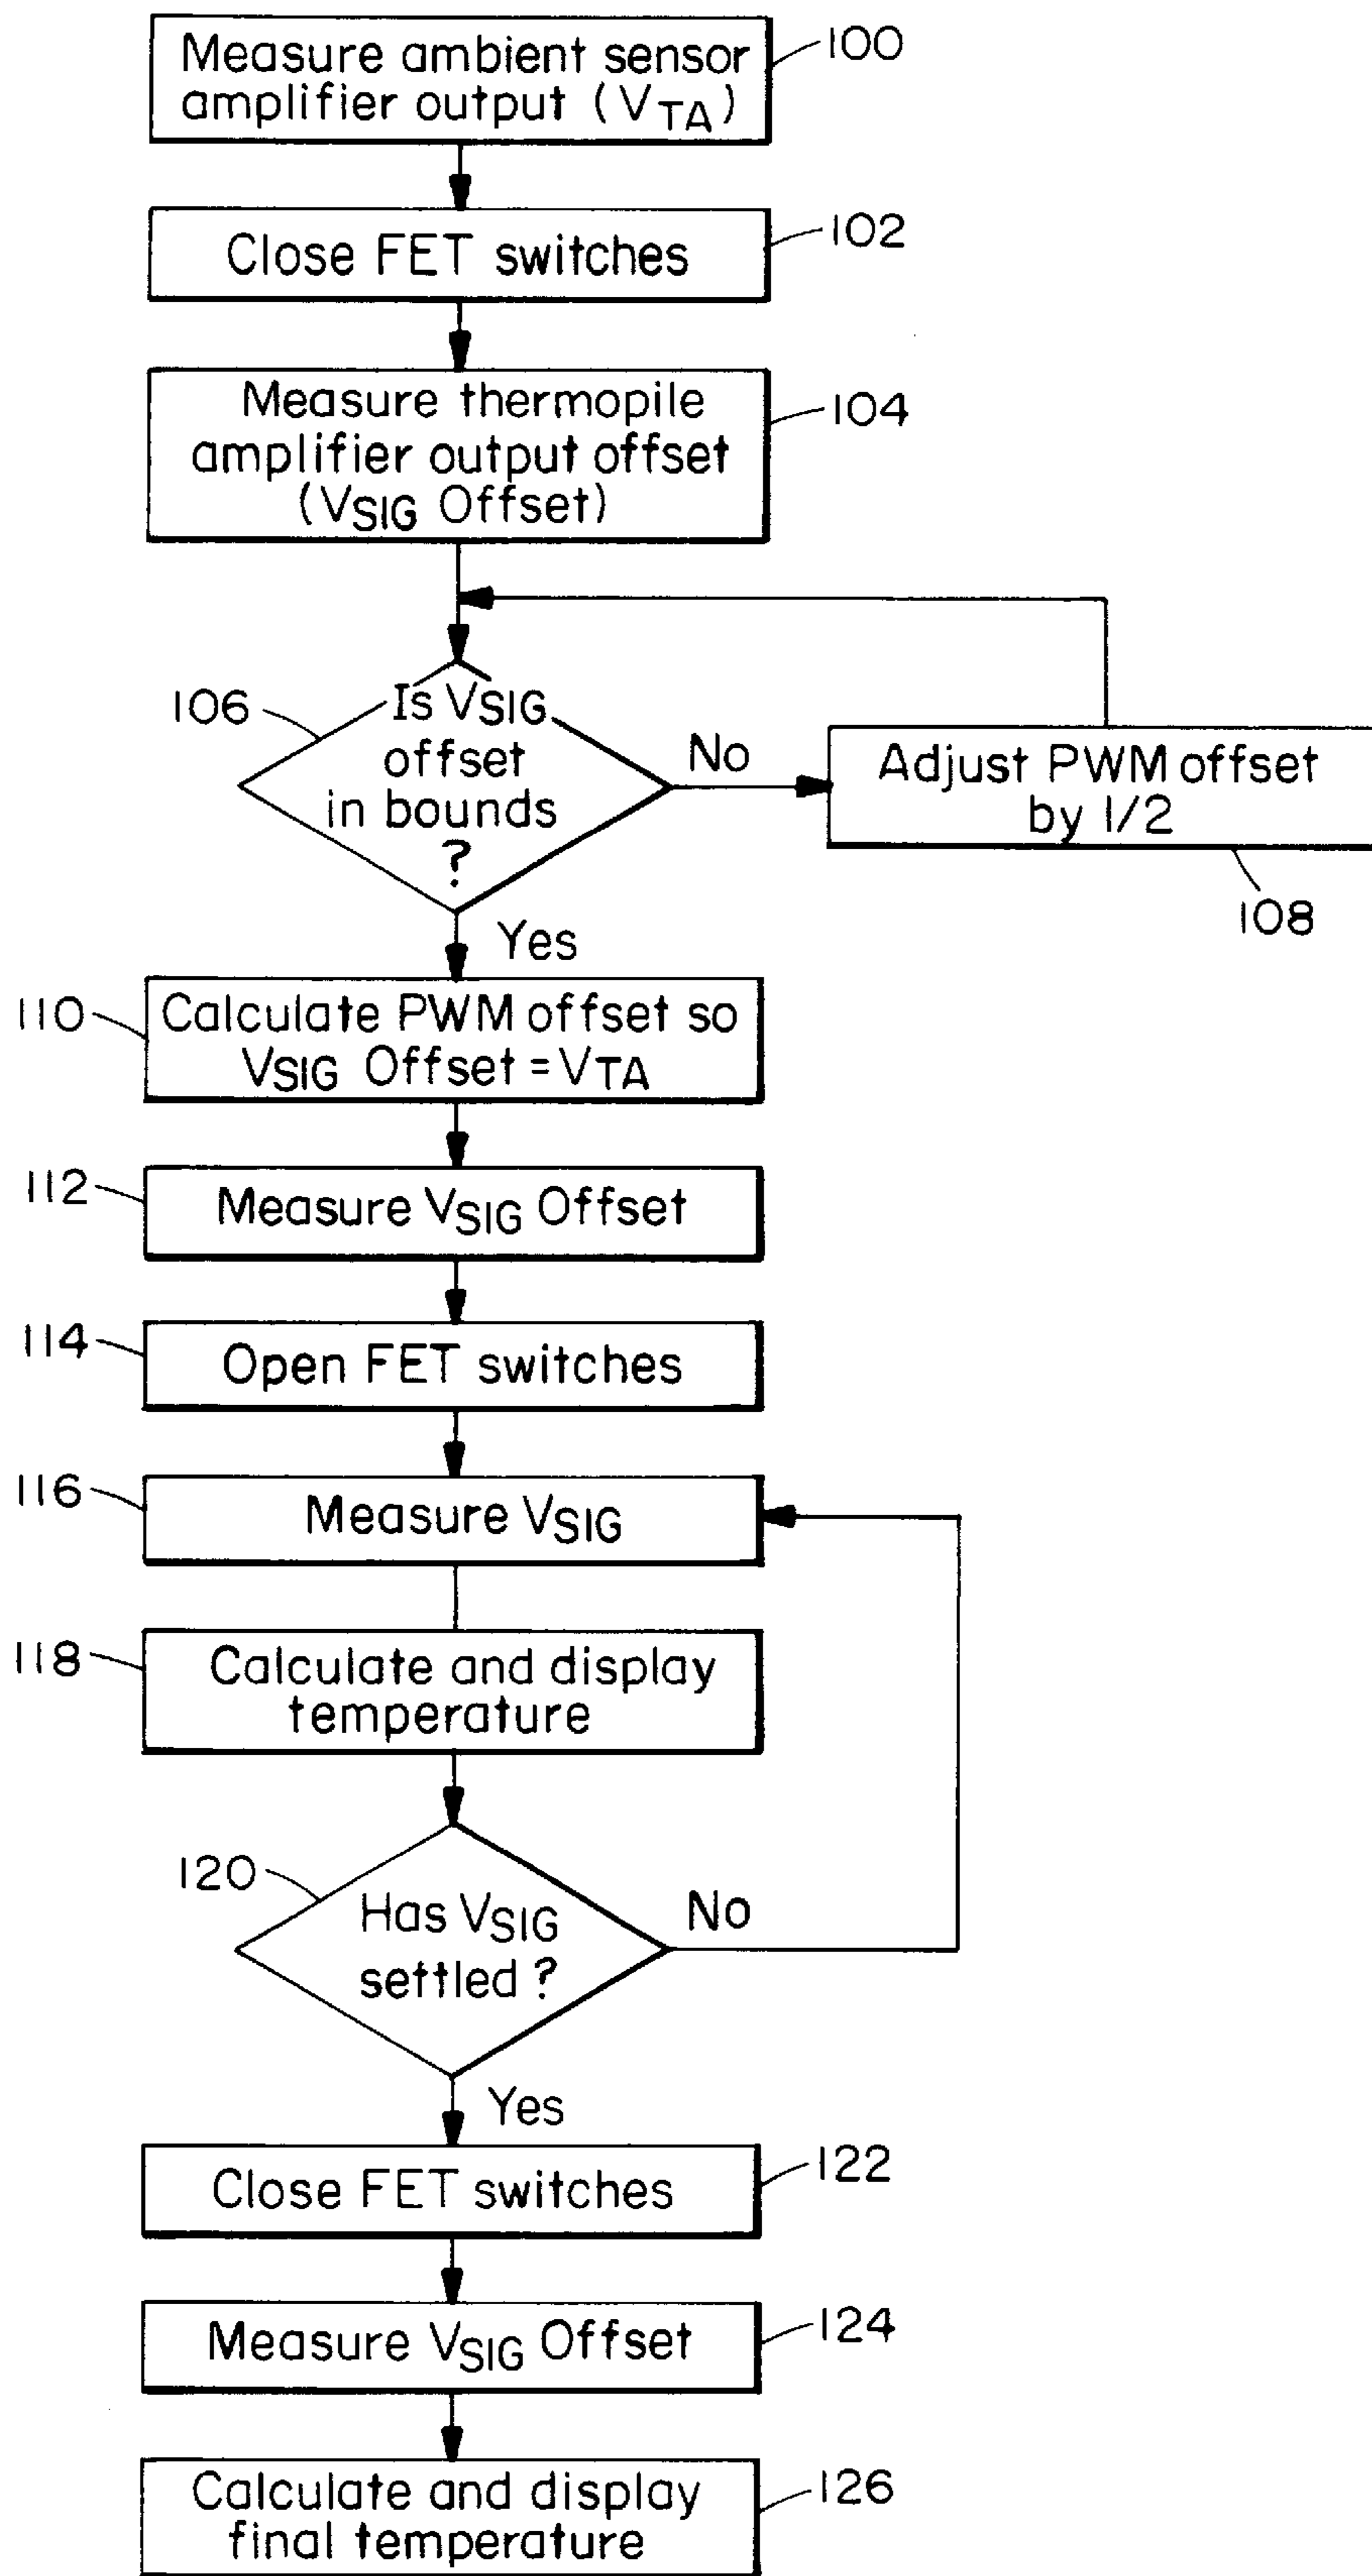 Measure ambient sensor
amplifier output (VTA)
100
Close FET switches
102
Measure thermopile
amplifier output offset
(VSIG Offset)
104
106
Is VSIG
offset
in bounds
?
No
Adjust PWM offset
by 1/2
108
Yes
110
Calculate PWM offset so
VSIG Offset = VTA
112
Measure VSIG Offset
114
Open FET switches
116
Measure VSIG
118
Calculate and display
temperature
120
Has VSIG
settled ?
No
Yes
Close FET switches
122
Measure VSIG Offset
124
Calculate and display
final temperature
126